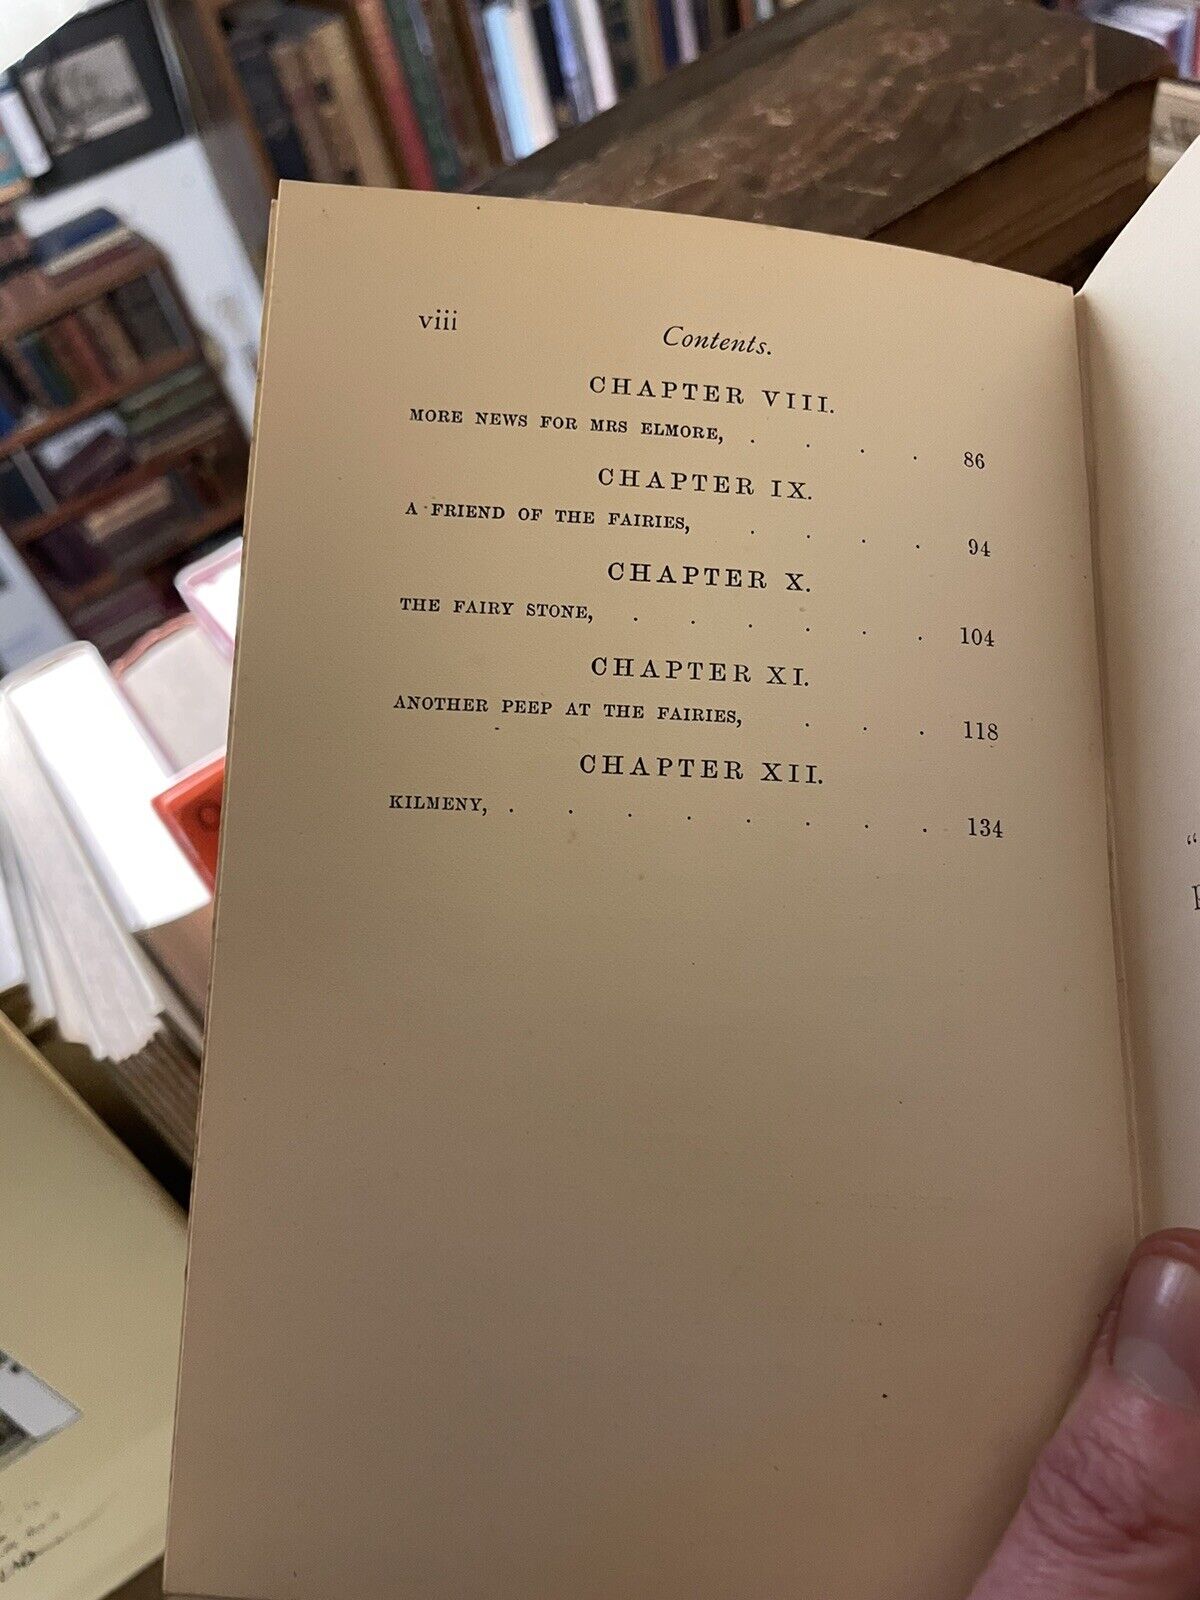 viii
Contents.
CHAPTER VIII.
MORE NEWS FOR MRS ELMORE, . . . . 86
CHAPTER IX.
A FRIEND OF THE FAIRIES, . . . . 94
CHAPTER X.
THE FAIRY STONE, . . . . . . 104
CHAPTER XI.
ANOTHER PEEP AT THE FAIRIES, . . . 118
CHAPTER XII.
KILMENY, . . . . . . . . 134